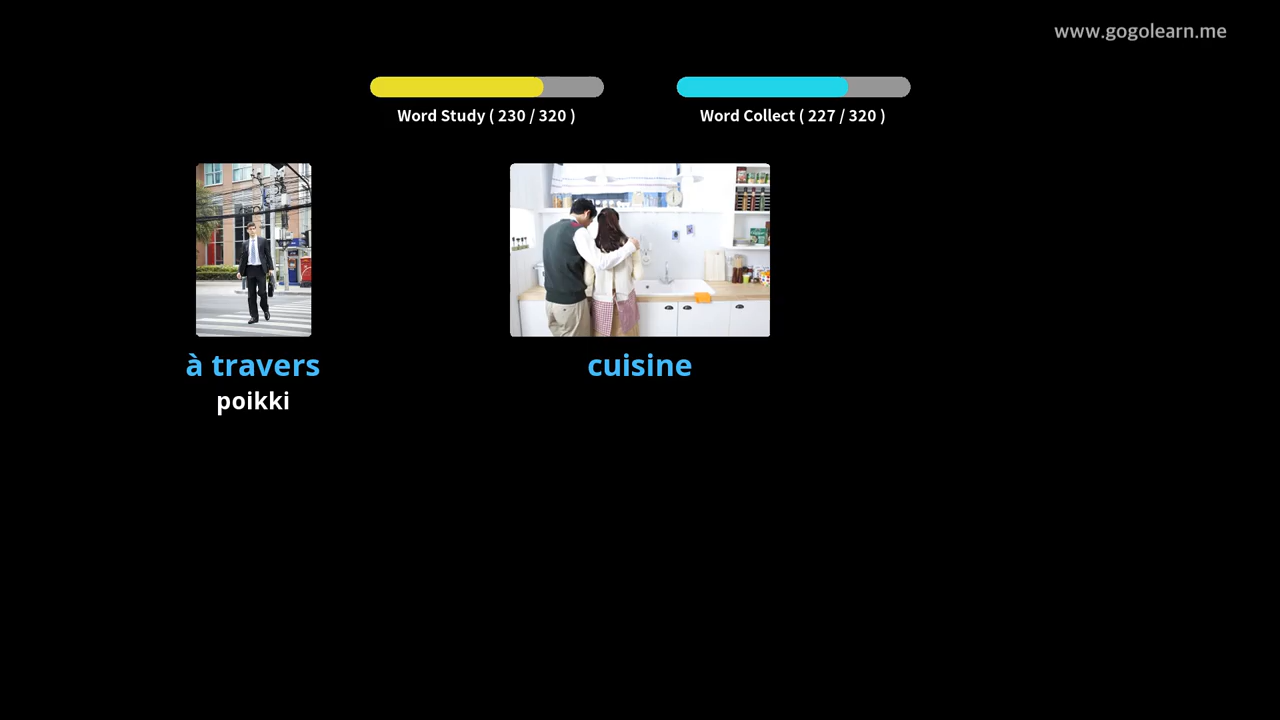 www.gogolearn.me
Word Study ( 230 / 320 )
Word Collect ( 227 / 320 )
à travers
poikki
cuisine